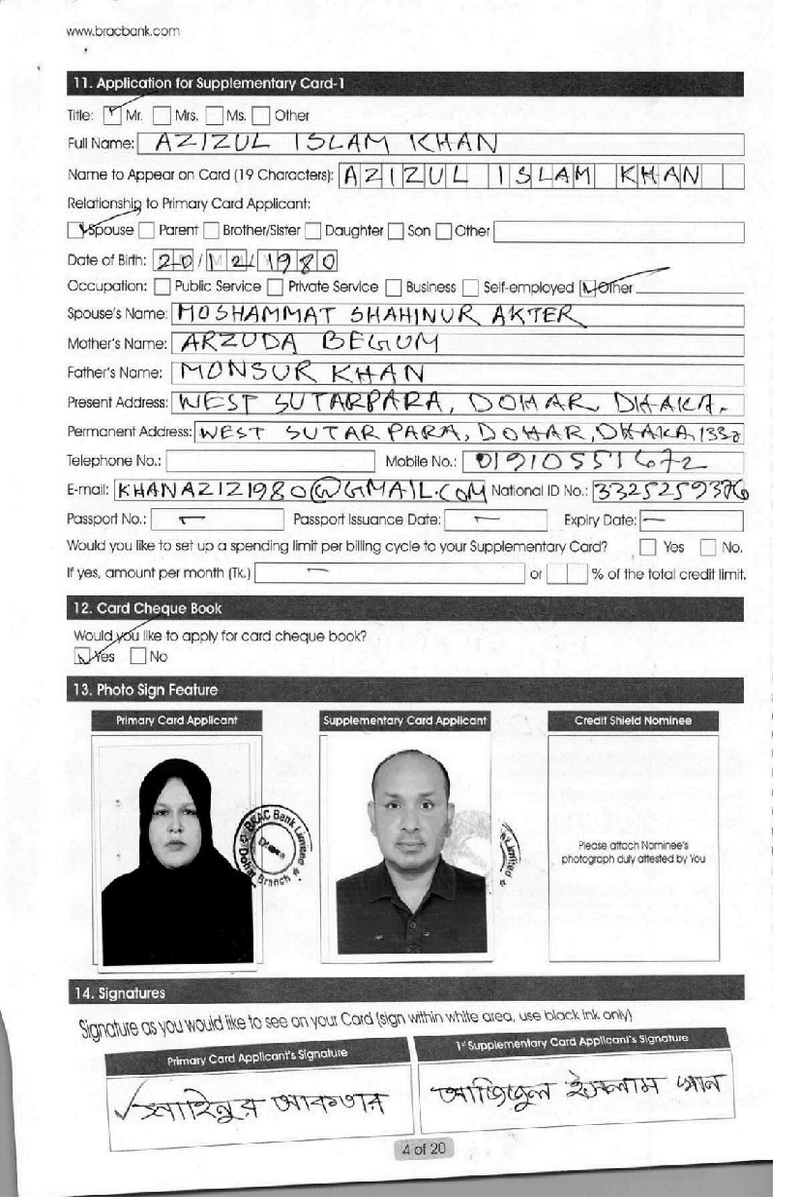 www.bracbank.com
11. Application for Supplementary Card-1
Title: Mr. Mrs. Ms. Other
Full Name: AZIZUL ISLAM KHAN
Name to Appear on Card (19 Characters): AZIZUL ISLAM KHAN
Relationship to Primary Card Applicant:
Spouse Parent Brother/Sister Daughter Son Other
Date of Birth: 20/12/1980
Occupation: Public Service Private Service Business Self-employed Other
Spouse's Name: MOSHAMMAT SHAHINUR AKTER
Mother's Name: ARZUDA BEGUM
Father's Name: MONSUR KHAN
Present Address: WEST SUTARPARA, DOHAR, DHAKA.
Permanent Address: WEST SUTARPARA, DOHAR, DHAKA, 1330
Telephone No.: Mobile No.: 01910551672
E-mail: KHANAZIZ1980@GMAIL.COM National ID No.: 3325259376
Passport No.: — Passport Issuance Date: — Expiry Date: —
Would you like to set up a spending limit per billing cycle to your Supplementary Card? Yes No.
If yes, amount per month (Tk.) — or % of the total credit limit.
12. Card Cheque Book
Would you like to apply for card cheque book?
Yes No
13. Photo Sign Feature
Primary Card Applicant Supplementary Card Applicant Credit Shield Nominee
BRAC Bank Limited
Dhaka
Dohar Branch
Limited
Please attach Nominee's
photograph duly attested by You
14. Signatures
Signature as you would like to see on your Card (sign within white area, use black ink only)
Primary Card Applicant's Signature 1st Supplementary Card Applicant's Signature
শাহিনুর আকতার আজিজুল ইসলাম খান
4 of 20